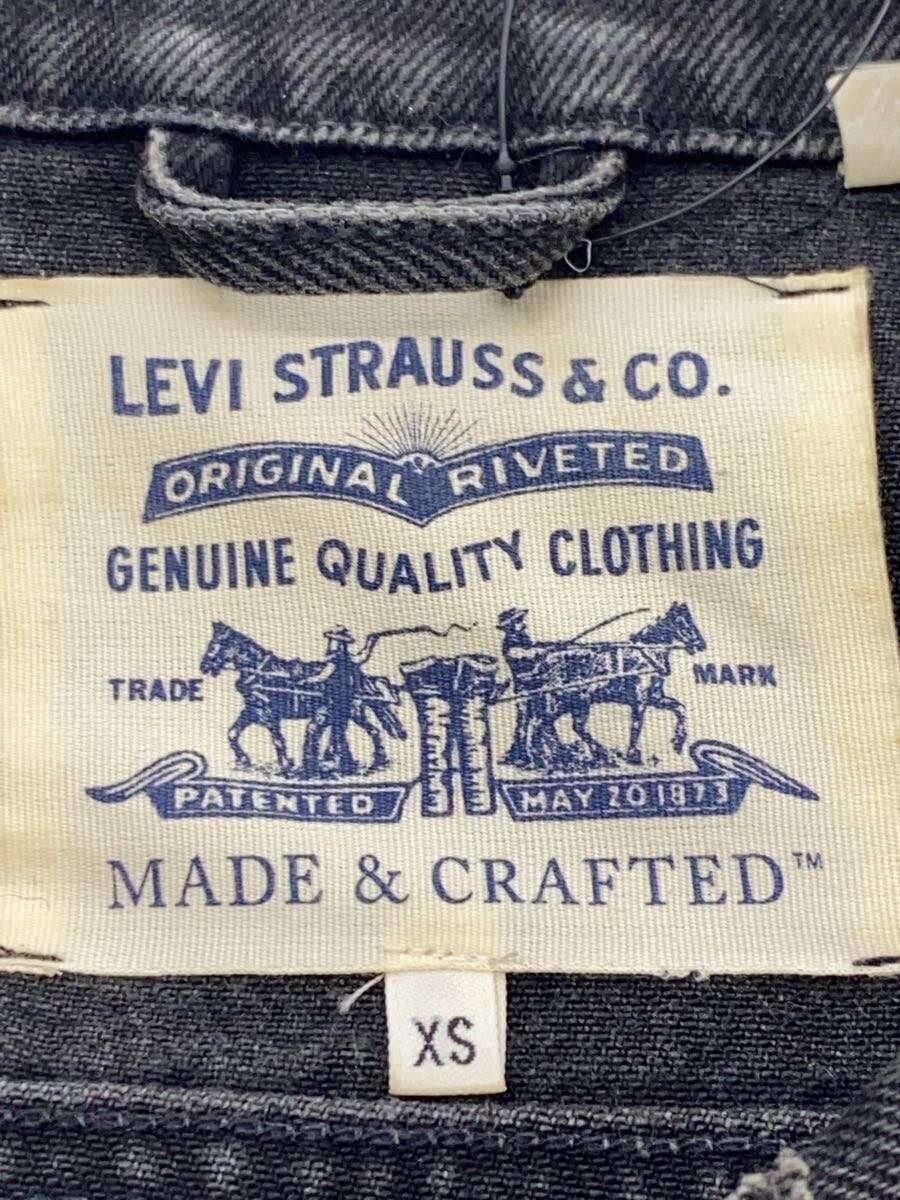 LEVI STRAUSS & CO.
ORIGINAL RIVETED
GENUINE QUALITY CLOTHING
TRADE MARK
PATENTED MAY 20 1873
MADE & CRAFTED™
XS